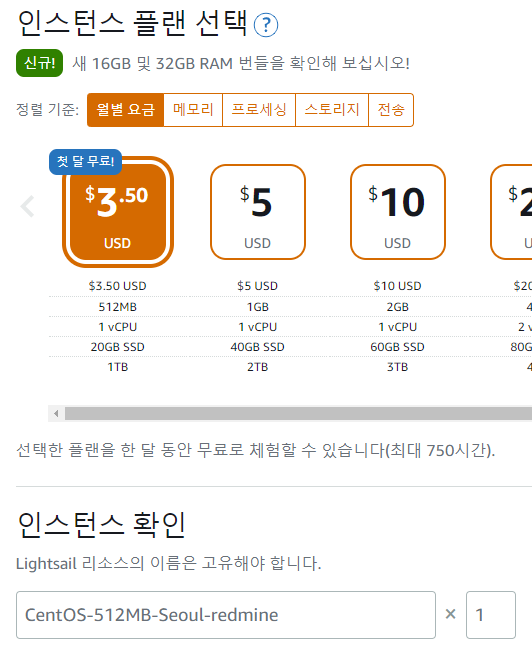 인스턴스 플랜 선택 ?
신규! 새 16GB 및 32GB RAM 번들을 확인해 보십시오!
정렬 기준: 월별 요금 메모리 프로세싱 스토리지 전송
첫 달 무료!
$3.50 $5 $10 $2
USD USD USD U
$3.50 USD $5 USD $10 USD $20
512MB 1GB 2GB 4
1 vCPU 1 vCPU 1 vCPU 2 v
20GB SSD 40GB SSD 60GB SSD 80G
1TB 2TB 3TB 4
선택한 플랜을 한 달 동안 무료로 체험할 수 있습니다(최대 750시간).
인스턴스 확인
Lightsail 리소스의 이름은 고유해야 합니다.
CentOS-512MB-Seoul-redmine × 1